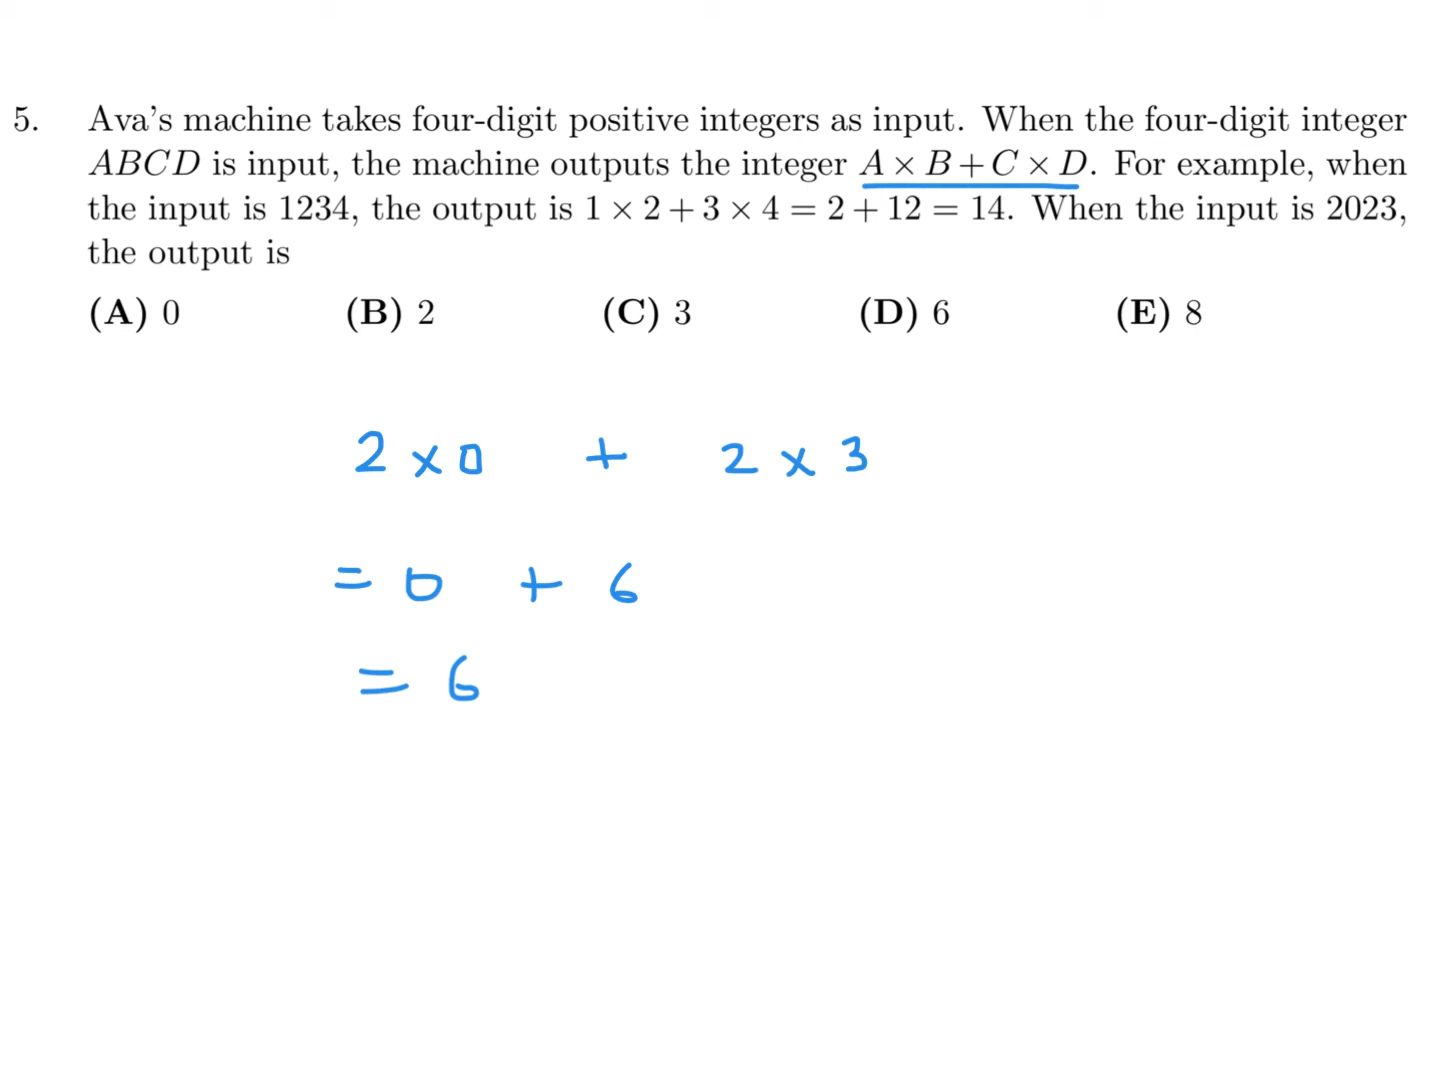 5. Ava's machine takes four-digit positive integers as input. When the four-digit integer
ABCD is input, the machine outputs the integer A × B + C × D. For example, when
the input is 1234, the output is 1 × 2 + 3 × 4 = 2 + 12 = 14. When the input is 2023,
the output is
(A) 0 (B) 2 (C) 3 (D) 6 (E) 8
2 × 0 + 2 × 3
= 0 + 6
= 6